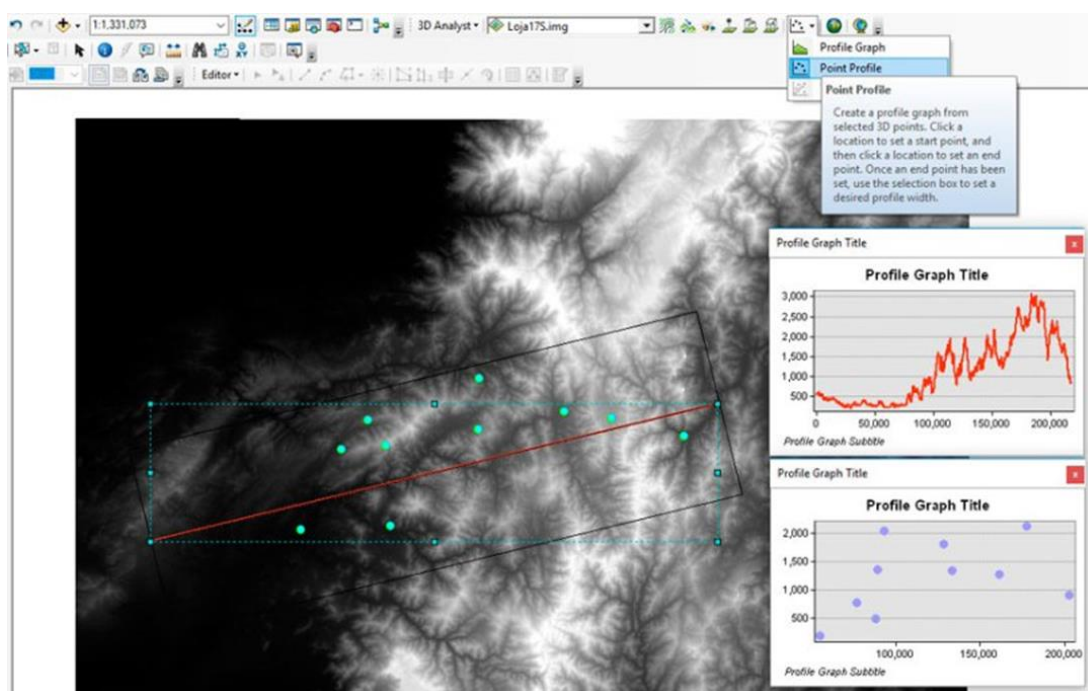 1:1,331,073
3D Analyst
Loja17S.img
Profile Graph
Point Profile
Editor
Point Profile
Create a profile graph from
selected 3D points. Click a
location to set a start point, and
then click a location to set an end
point. Once an end point has been
set, use the selection box to set a
desired profile width.
Profile Graph Title
x
Profile Graph Title
3,000
2,500
2,000
1,500
1,000
500
0 50,000 100,000 150,000 200,000
Profile Graph Subtitle
Profile Graph Title
x
Profile Graph Title
2,000
1,500
1,000
500
100,000 150,000 200,000
Profile Graph Subtitle